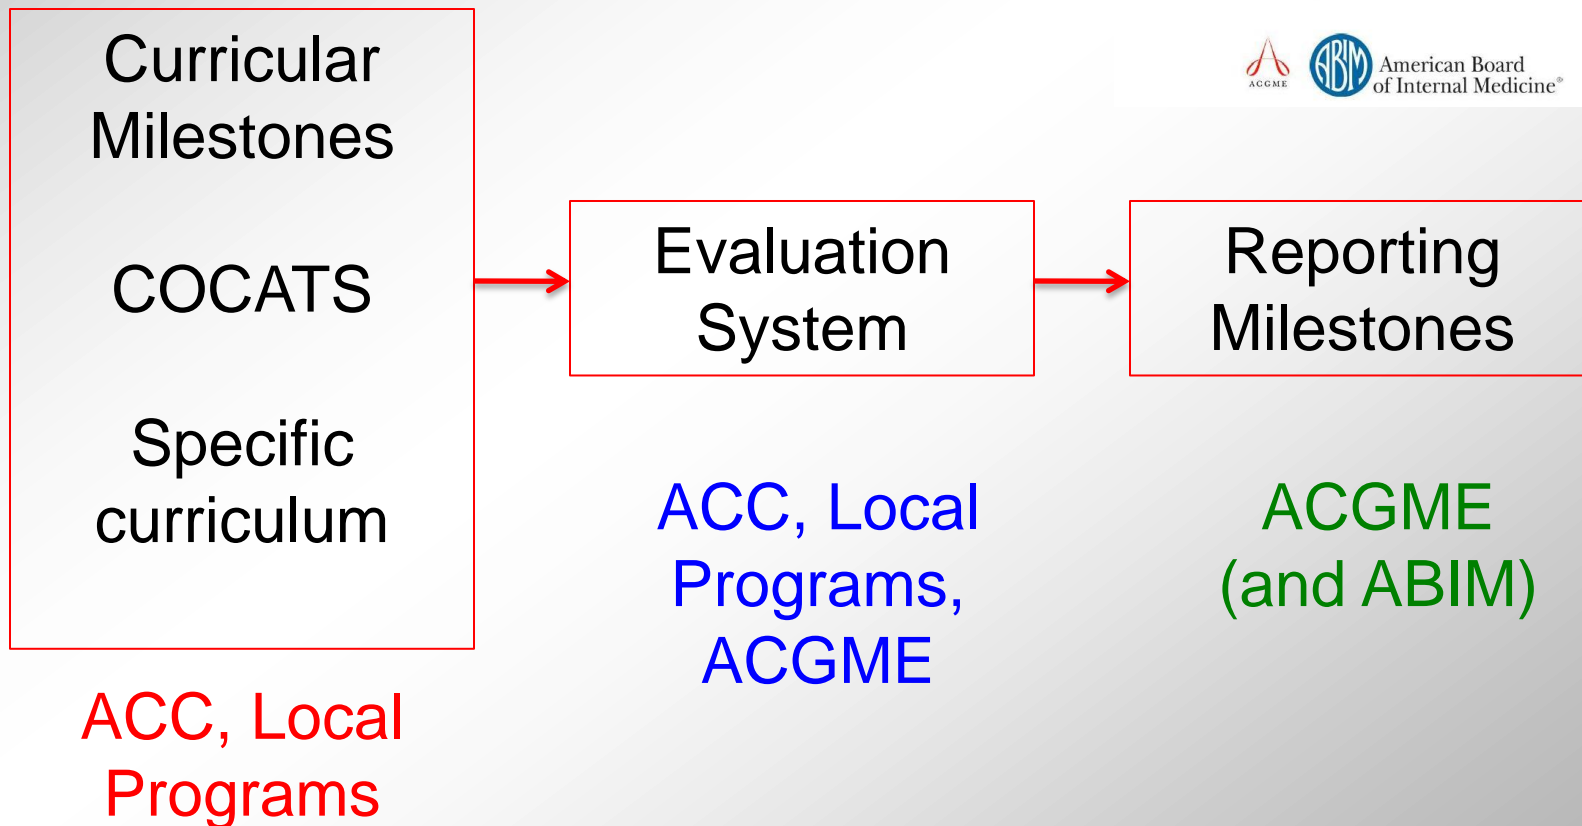 Curricular
Milestones
COCATS
Specific
curriculum
ACC, Local
Programs
Evaluation
System
ACC, Local
Programs,
ACGME
ACGME
ABIM
American Board
of Internal Medicine®
Reporting
Milestones
ACGME
(and ABIM)